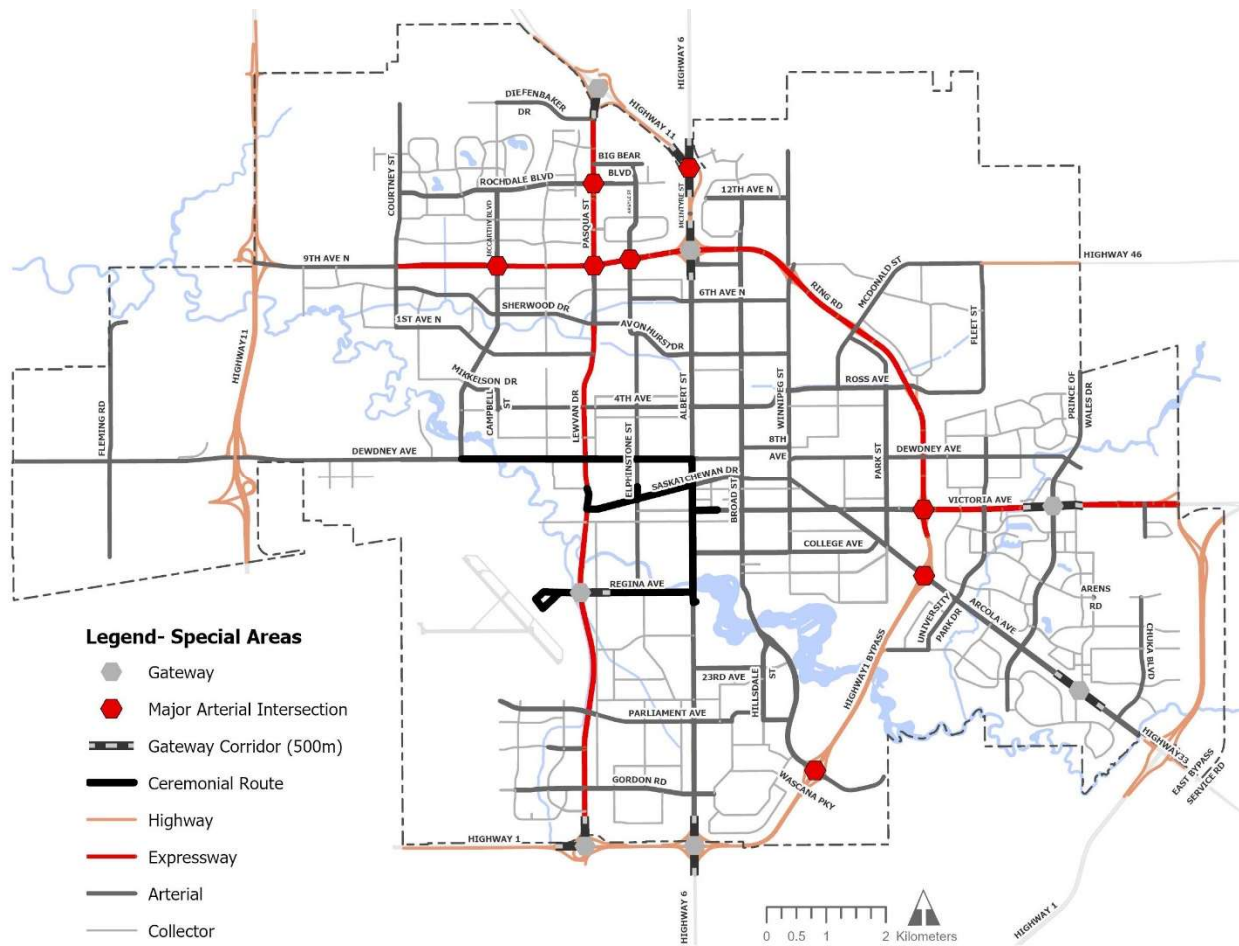 HIGHWAY 6
DIEFENBAKER
DR
HIGHWAY 11
BIG BEAR
BLVD
ROCHDALE BLVD
COURTNEY ST
PASQUA ST
MCCARTHY BLVD
MCINTYRE ST
12TH AVE N
9TH AVE N
HIGHWAY 46
RING RD
MCDONALD ST
6TH AVE N
SHERWOOD DR
1ST AVE N
AVONHURST DR
FLEET ST
HIGHWAY11
MIKKELSON DR
CAMPBELL
ST
LEWVAN DR
4TH AVE
ALBERT ST
WINNIPEG ST
ROSS AVE
PRINCE OF
WALES DR
FLEMING RD
ELPHINSTONE ST
8TH
AVE
PARK ST
DEWDNEY AVE
DEWDNEY AVE
SASKATCHEWAN DR
BROAD ST
VICTORIA AVE
COLLEGE AVE
REGINA AVE
UNIVERSITY
PARK DR
ARCOLA AVE
ARENS
RD
CHUKA BLVD
HIGHWAY1 BYPASS
23RD AVE
HILLSDALE
ST
PARLIAMENT AVE
HIGHWAY33
EAST BYPASS
SERVICE RD
GORDON RD
WASCANA PKY
HIGHWAY 1
HIGHWAY 6
HIGHWAY 1
Legend- Special Areas
Gateway
Major Arterial Intersection
Gateway Corridor (500m)
Ceremonial Route
Highway
Expressway
Arterial
Collector
0 0.5 1 2 Kilometers